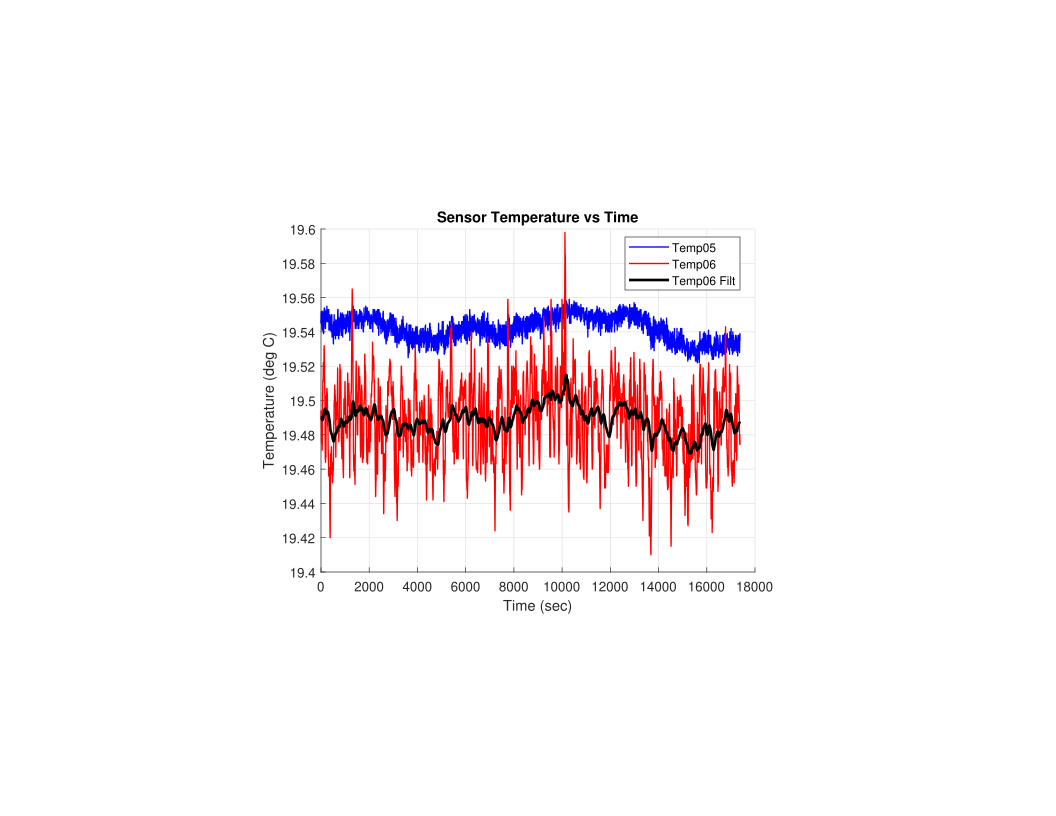 Sensor Temperature vs Time
19.6
19.58
19.56
19.54
19.52
19.5
19.48
19.46
19.44
19.42
19.4
Temperature (deg C)
Temp05
Temp06
Temp06 Filt
0 2000 4000 6000 8000 10000 12000 14000 16000 18000
Time (sec)